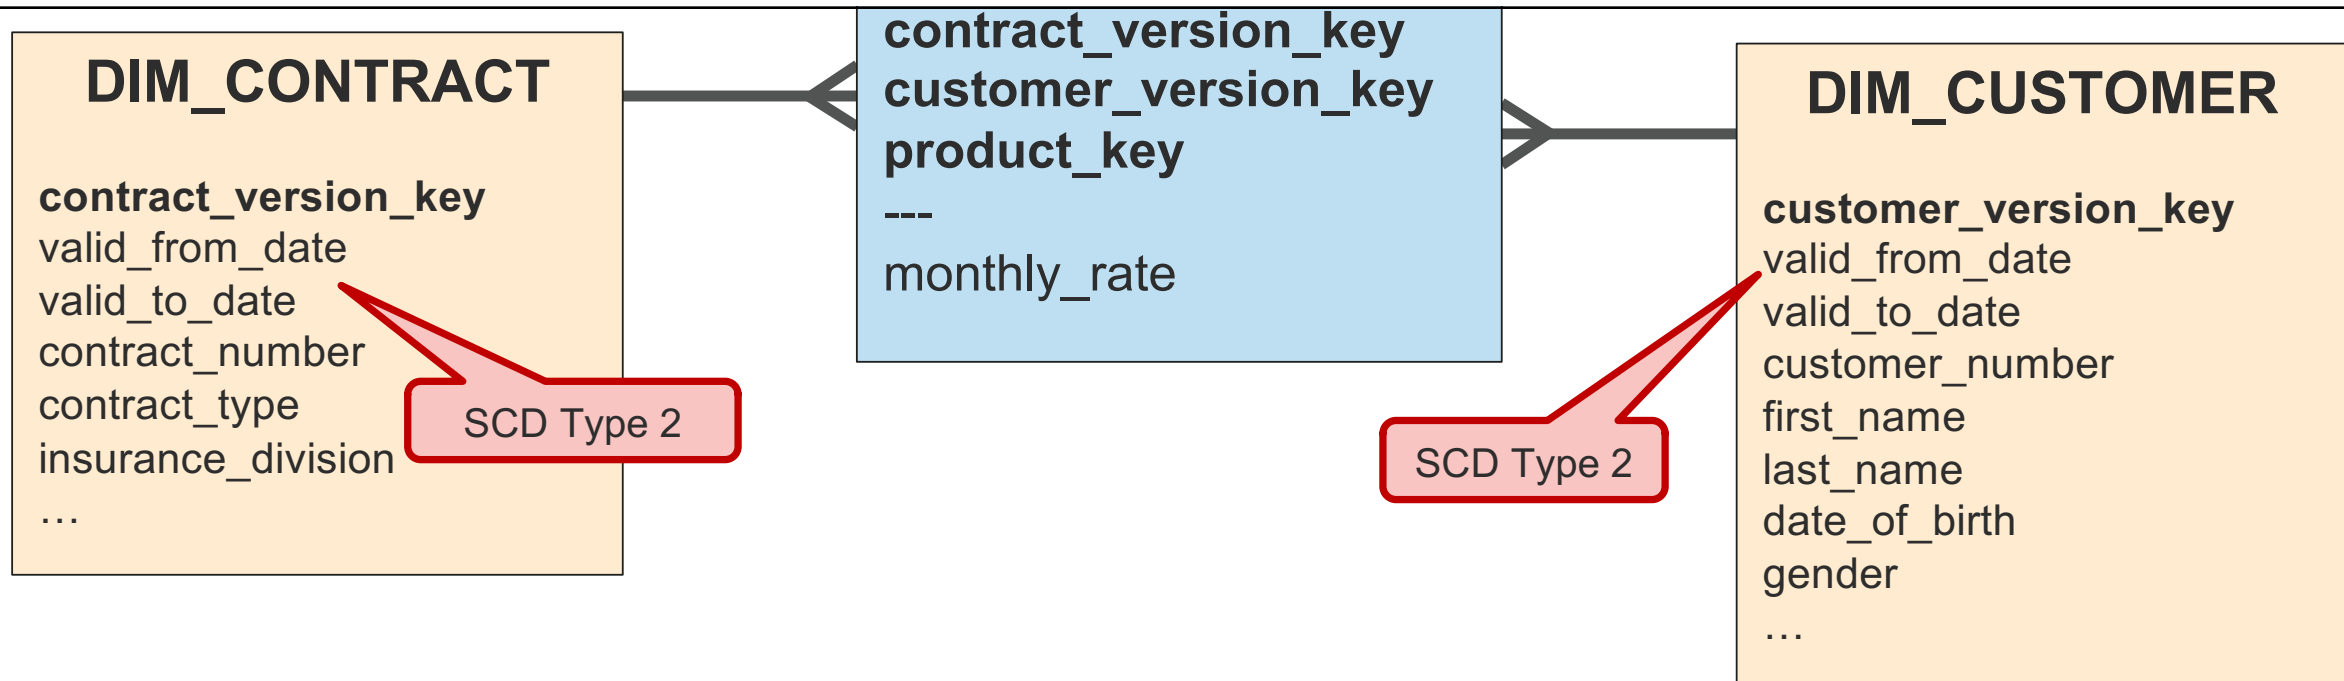 DIM_CONTRACT
contract_version_key
valid_from_date
valid_to_date
contract_number
contract_type
insurance_division
…
SCD Type 2
contract_version_key
customer_version_key
product_key
---
monthly_rate
SCD Type 2
DIM_CUSTOMER
customer_version_key
valid_from_date
valid_to_date
customer_number
first_name
last_name
date_of_birth
gender
…